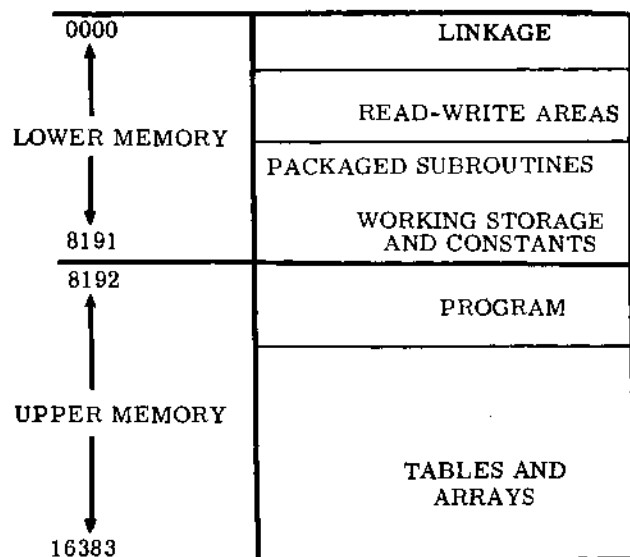 0000
LINKAGE
READ-WRITE AREAS
LOWER MEMORY
PACKAGED SUBROUTINES
WORKING STORAGE
AND CONSTANTS
8191
8192
PROGRAM
UPPER MEMORY
TABLES AND
ARRAYS
16383